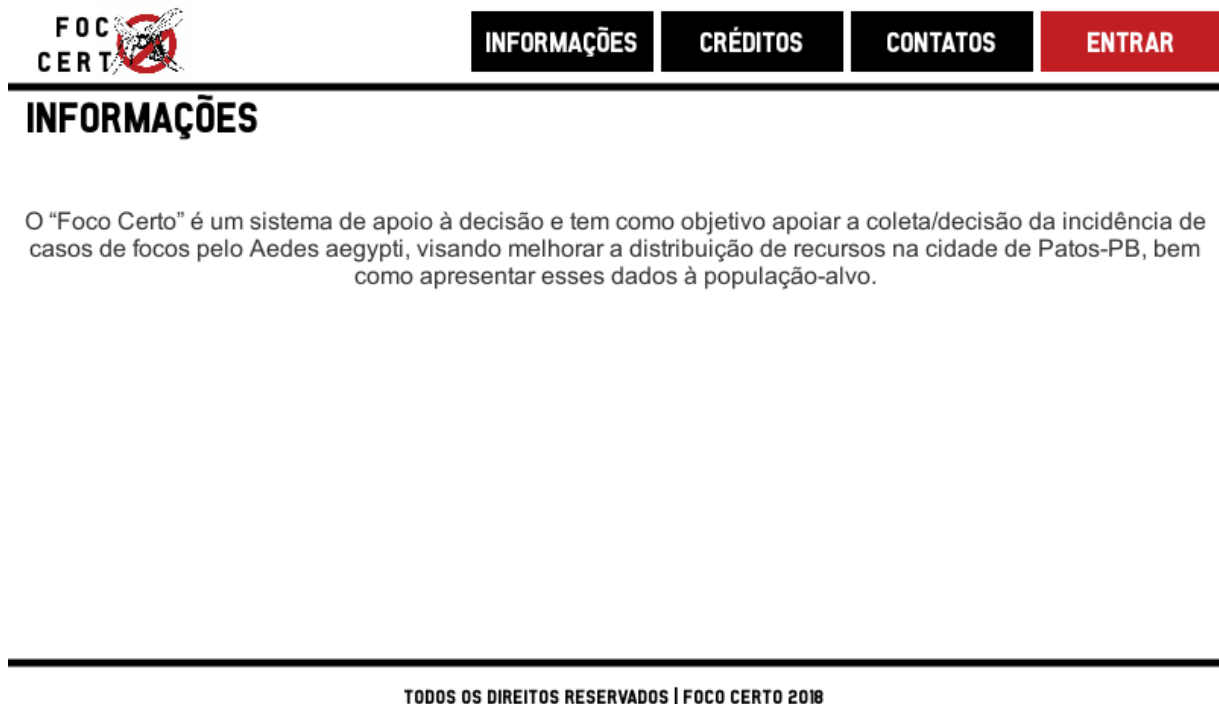 FOC
CERT
INFORMAÇÕES
CRÉDITOS
CONTATOS
ENTRAR
INFORMAÇÕES
O “Foco Certo” é um sistema de apoio à decisão e tem como objetivo apoiar a coleta/decisão da incidência de
casos de focos pelo Aedes aegypti, visando melhorar a distribuição de recursos na cidade de Patos-PB, bem
como apresentar esses dados à população-alvo.
TODOS OS DIREITOS RESERVADOS | FOCO CERTO 2018